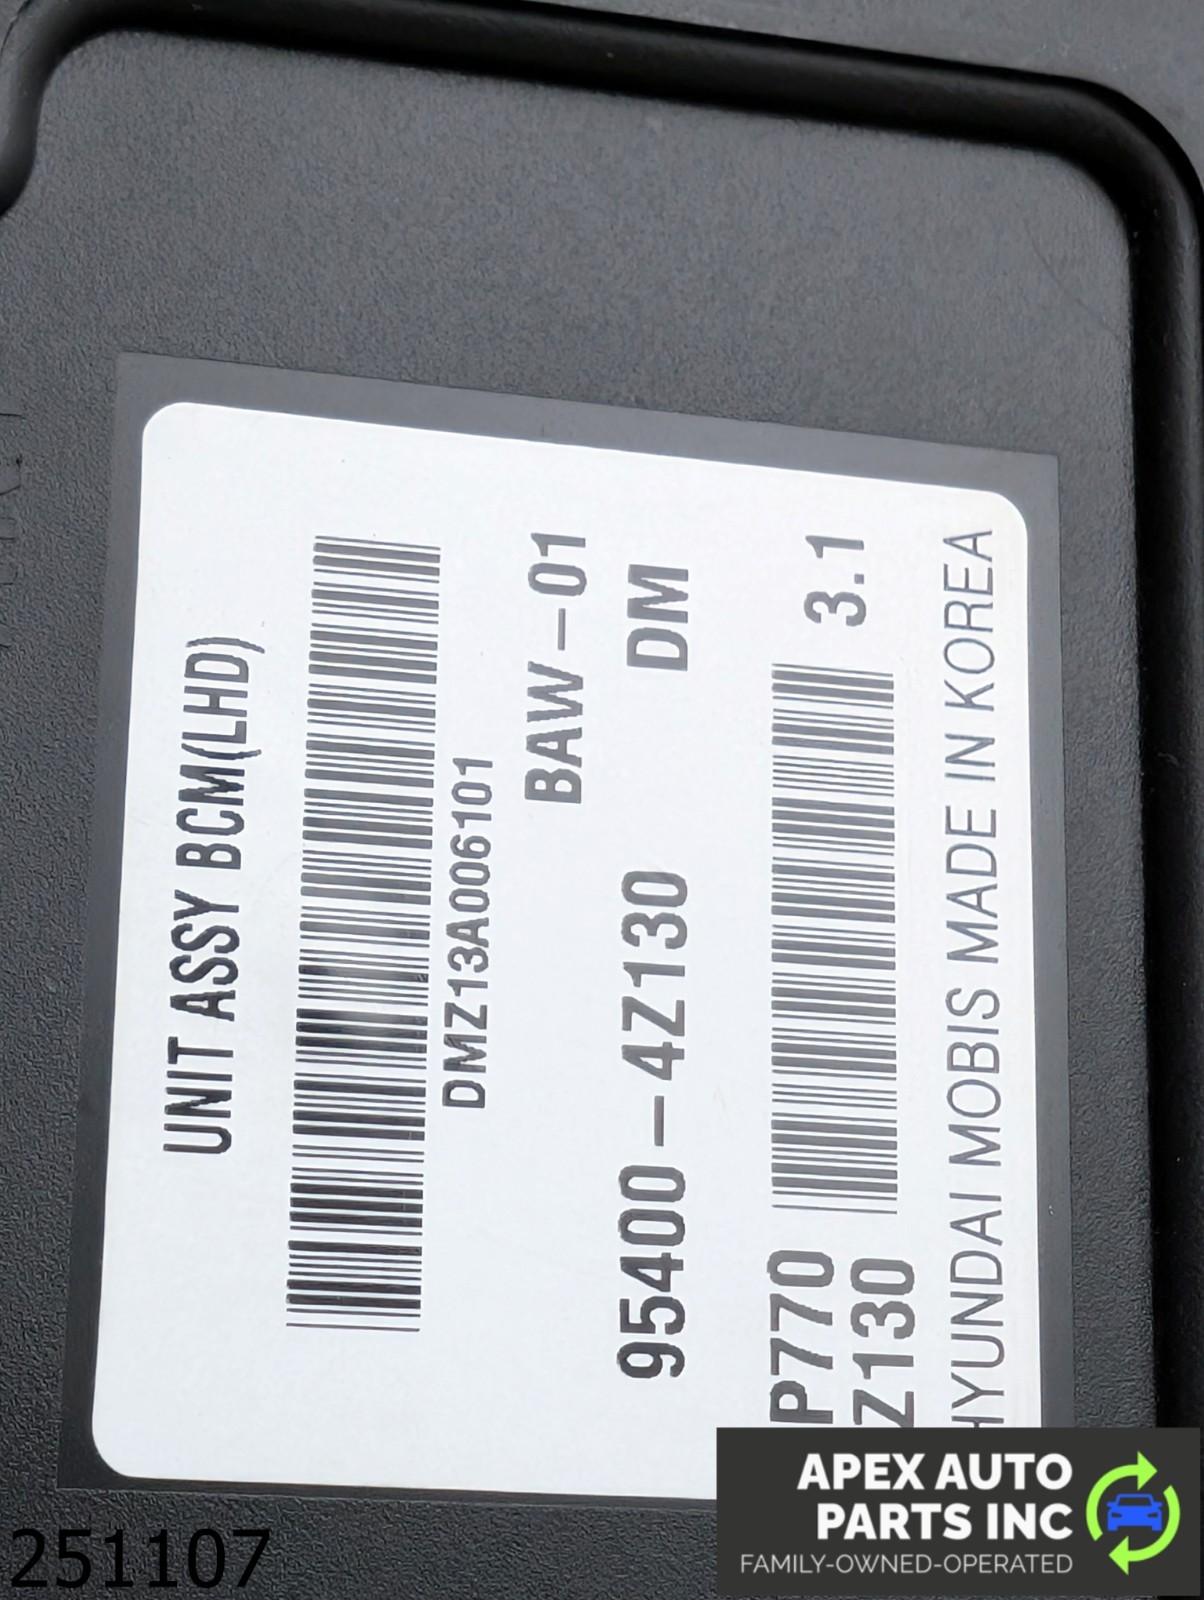 UNIT ASSY BCM(LHD)
DMZ13A006101
BAW-01
95400-4Z130 DM
P770
3.1
Z130
HYUNDAI MOBIS MADE IN KOREA
251107
APEX AUTO
PARTS INC
FAMILY-OWNED-OPERATED